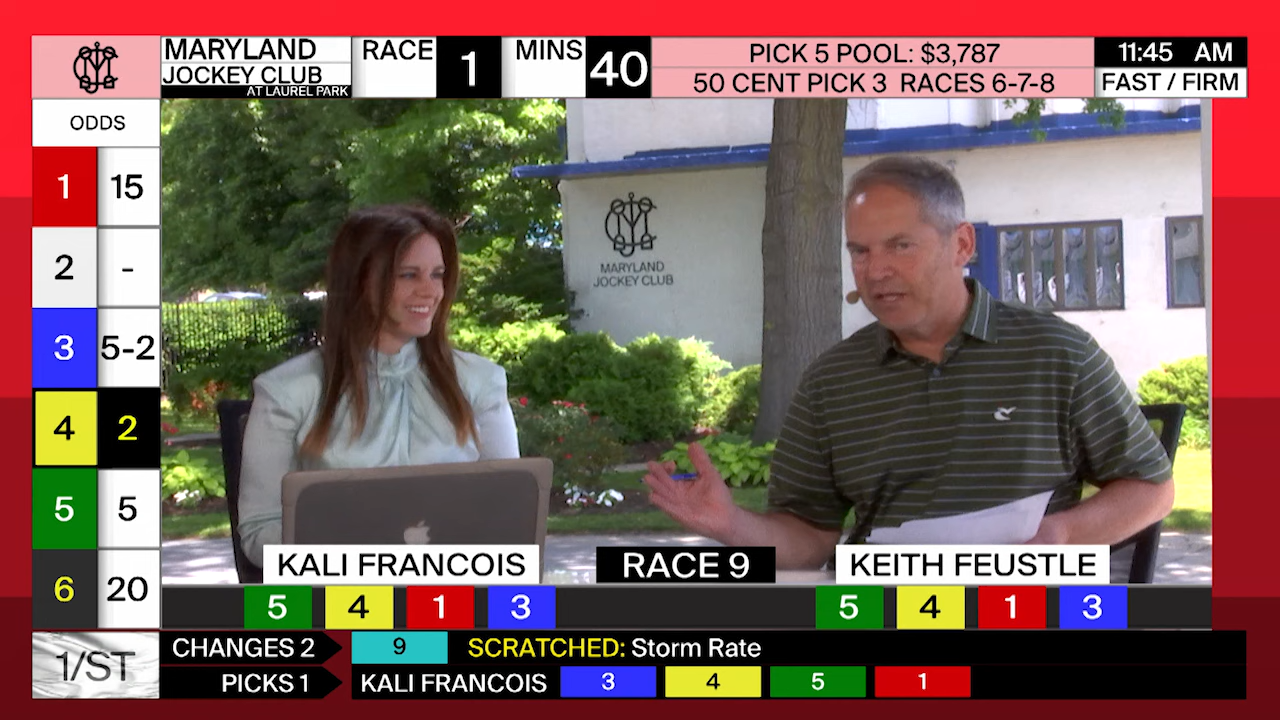 MARYLAND
JOCKEY CLUB
AT LAUREL PARK
RACE 1
MINS 40
PICK 5 POOL: $3,787
50 CENT PICK 3 RACES 6-7-8
11:45 AM
FAST / FIRM
ODDS
1 15
2 -
3 5-2
4 2
5 5
6 20
MARYLAND
JOCKEY CLUB
KALI FRANCOIS
RACE 9
KEITH FEUSTLE
5 4 1 3
5 4 1 3
1/ST
CHANGES 2 9 SCRATCHED: Storm Rate
PICKS 1 KALI FRANCOIS 3 4 5 1